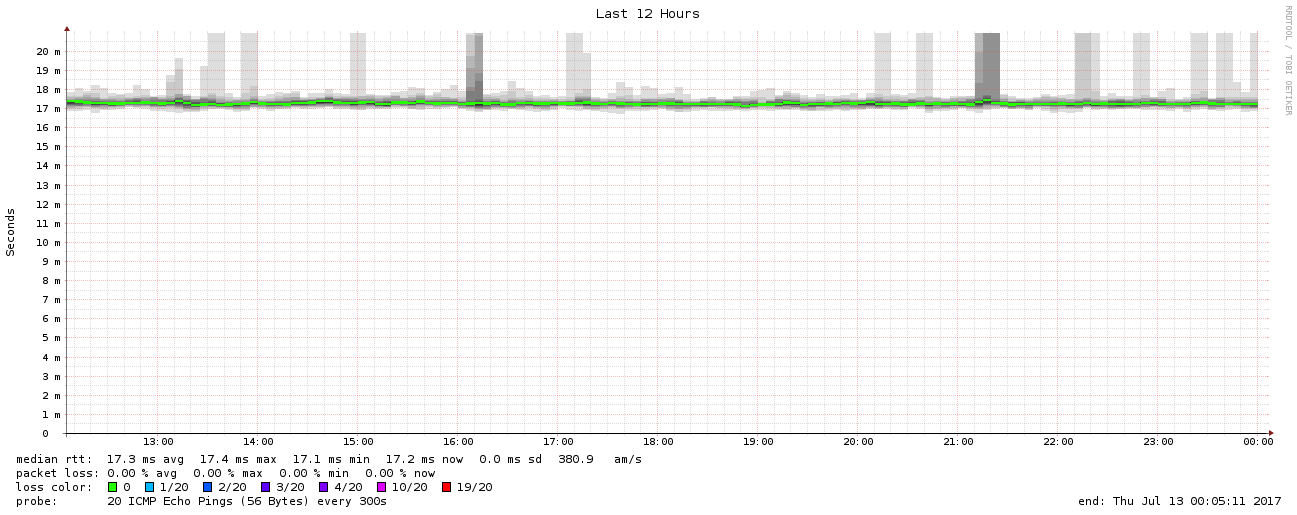 Last 12 Hours
RRDTOOL / TOBI OETIKER
Seconds
20 m
19 m
18 m
17 m
16 m
15 m
14 m
13 m
12 m
11 m
10 m
9 m
8 m
7 m
6 m
5 m
4 m
3 m
2 m
1 m
0
13:00 14:00 15:00 16:00 17:00 18:00 19:00 20:00 21:00 22:00 23:00 00:00
median rtt: 17.3 ms avg 17.4 ms max 17.1 ms min 17.2 ms now 0.0 ms sd 380.9 am/s
packet loss: 0.00 % avg 0.00 % max 0.00 % min 0.00 % now
loss color: 0 1/20 2/20 3/20 4/20 10/20 19/20
probe: 20 ICMP Echo Pings (56 Bytes) every 300s end: Thu Jul 13 00:05:11 2017